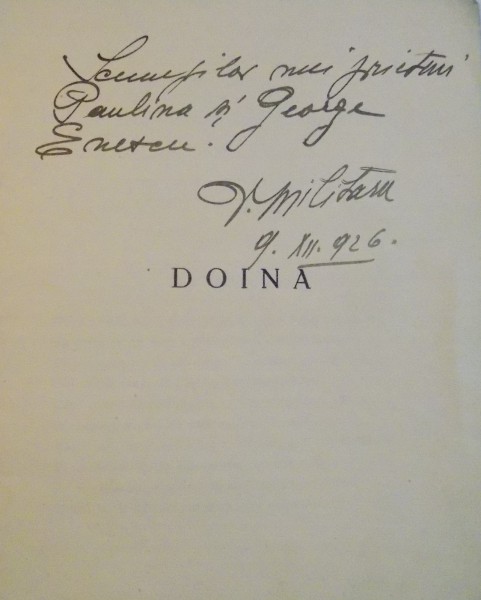 Scumpilor mei prieteni
Paulina și George
Enescu.
V. Militaru
9. XII. 926.
DOINA